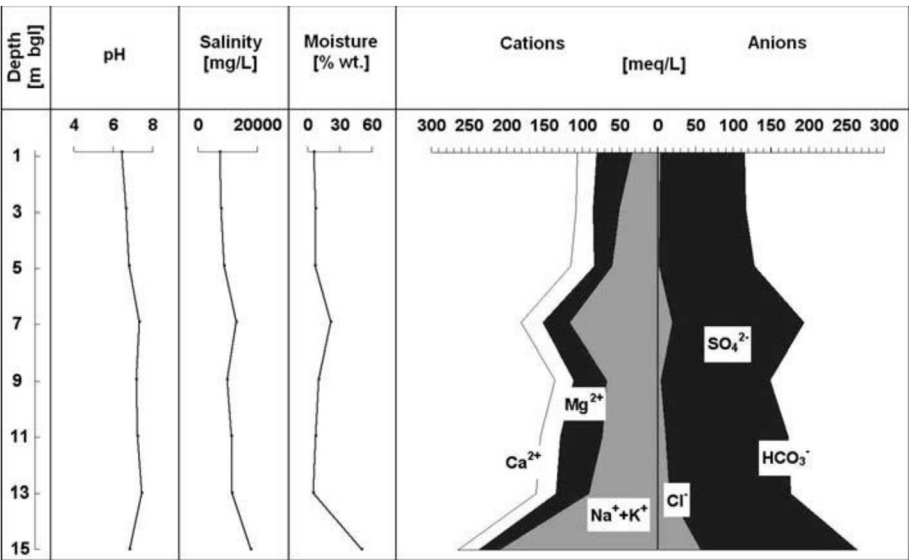 Depth
[m bgl]
pH
Salinity
[mg/L]
Moisture
[% wt.]
Cations
Anions
[meq/L]
4 6 8
0 20000
0 30 60
300 250 200 150 100 50 0 50 100 150 200 250 300
1
3
5
7
SO₄²⁻
9
Mg²⁺
11
Ca²⁺
HCO₃⁻
13
Cl⁻
Na⁺+K⁺
15